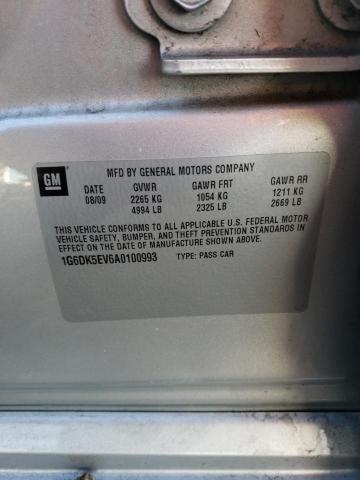 GM
MFD BY GENERAL MOTORS COMPANY
DATE GVWR GAWR FRT GAWR RR
08/09 2265 KG 1054 KG 1211 KG
4994 LB 2325 LB 2669 LB
THIS VEHICLE CONFORMS TO ALL APPLICABLE U.S. FEDERAL MOTOR
VEHICLE SAFETY, BUMPER, AND THEFT PREVENTION STANDARDS IN
EFFECT ON THE DATE OF MANUFACTURE SHOWN ABOVE.
1G6DK5EV6A0100993 TYPE: PASS CAR